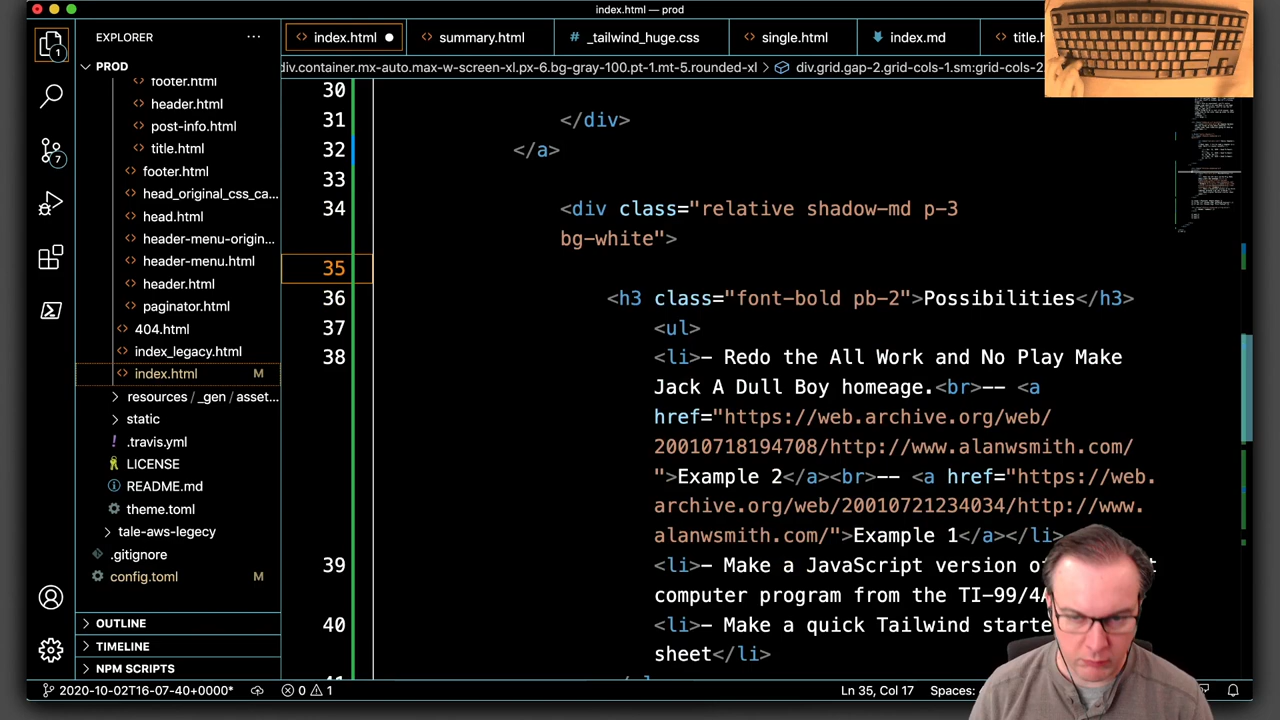 index.html — prod
EXPLORER
PROD
footer.html
header.html
post-info.html
title.html
footer.html
head_original_css_ca...
head.html
header-menu-origin...
header-menu.html
header.html
paginator.html
404.html
index_legacy.html
index.html M
resources / _gen / asset...
static
.travis.yml
LICENSE
README.md
theme.toml
tale-aws-legacy
.gitignore
config.toml M
OUTLINE
TIMELINE
NPM SCRIPTS
1
7
index.html
summary.html
# _tailwind_huge.css
single.html
index.md
title.h
div.container.mx-auto.max-w-screen-xl.px-6.bg-gray-100.pt-1.mt-5.rounded-xl > div.grid.gap-2.grid-cols-1.sm:grid-cols-2
30
31 </div>
32 </a>
33
34 <div class="relative shadow-md p-3
bg-white">
35
36 <h3 class="font-bold pb-2">Possibilities</h3>
37 <ul>
38 <li>– Redo the All Work and No Play Make
Jack A Dull Boy homeage.<br>–– <a
href="https://web.archive.org/web/
20010718194708/http://www.alanwsmith.com/
">Example 2</a><br>–– <a href="https://web.
archive.org/web/20010721234034/http://www.
alanwsmith.com/">Example 1</a></li>
39 <li>– Make a JavaScript version
computer program from the TI-99/4A
40 <li>– Make a quick Tailwind starte
sheet</li>
2020-10-02T16-07-40+0000* 0 1 Ln 35, Col 17 Spaces: